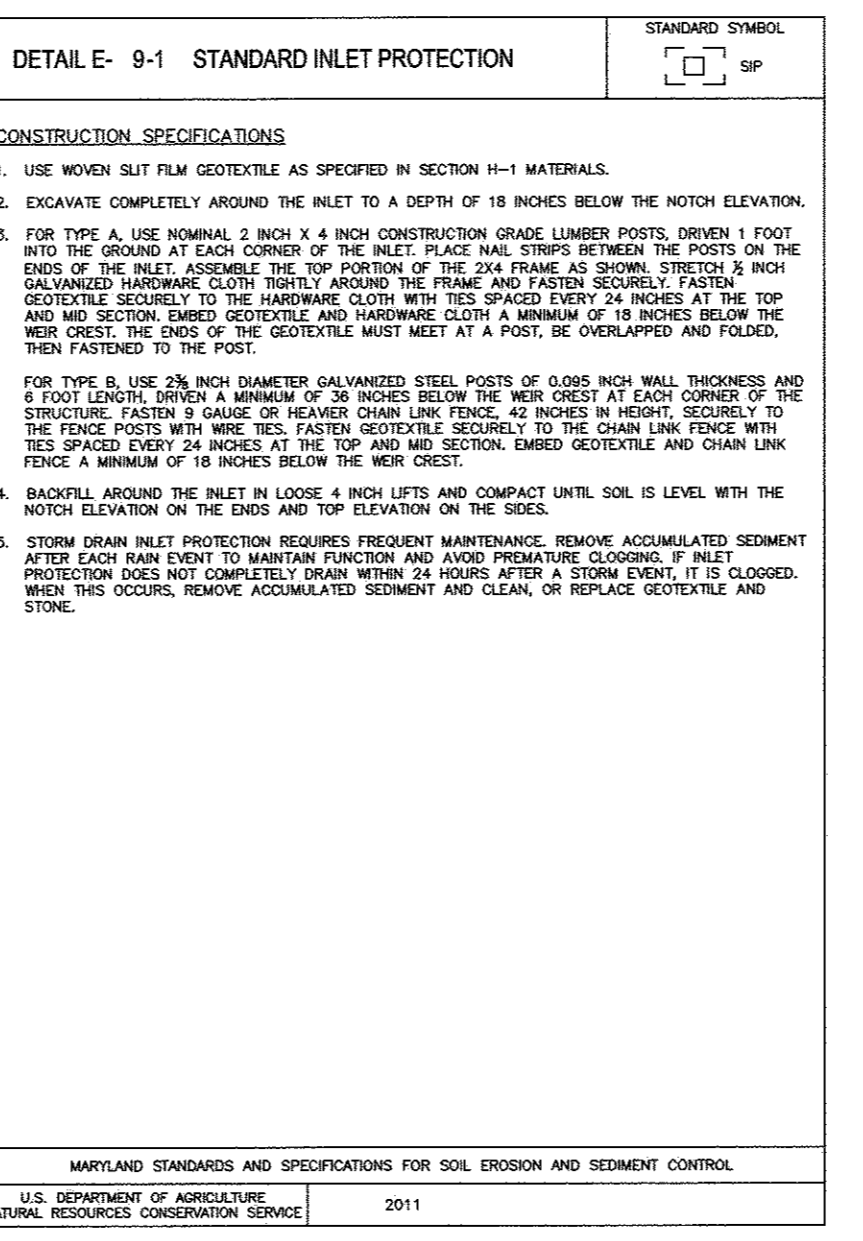 STANDARD SYMBOL
DETAIL E- 9-1 STANDARD INLET PROTECTION
SIP
CONSTRUCTION SPECIFICATIONS
1. USE WOVEN SLIT FILM GEOTEXTILE AS SPECIFIED IN SECTION H-1 MATERIALS.
2. EXCAVATE COMPLETELY AROUND THE INLET TO A DEPTH OF 18 INCHES BELOW THE NOTCH ELEVATION.
3. FOR TYPE A, USE NOMINAL 2 INCH X 4 INCH CONSTRUCTION GRADE LUMBER POSTS, DRIVEN 1 FOOT
INTO THE GROUND AT EACH CORNER OF THE INLET. PLACE NAIL STRIPS BETWEEN THE POSTS ON THE
ENDS OF THE INLET. ASSEMBLE THE TOP PORTION OF THE 2X4 FRAME AS SHOWN. STRETCH ½ INCH
GALVANIZED HARDWARE CLOTH TIGHTLY AROUND THE FRAME AND FASTEN SECURELY. FASTEN
GEOTEXTILE SECURELY TO THE HARDWARE CLOTH WITH TIES SPACED EVERY 24 INCHES AT THE TOP
AND MID SECTION. EMBED GEOTEXTILE AND HARDWARE CLOTH A MINIMUM OF 18 INCHES BELOW THE
WEIR CREST. THE ENDS OF THE GEOTEXTILE MUST MEET AT A POST, BE OVERLAPPED AND FOLDED,
THEN FASTENED TO THE POST.
FOR TYPE B, USE 2⅜ INCH DIAMETER GALVANIZED STEEL POSTS OF 0.095 INCH WALL THICKNESS AND
6 FOOT LENGTH, DRIVEN A MINIMUM OF 36 INCHES BELOW THE WEIR CREST AT EACH CORNER OF THE
STRUCTURE. FASTEN 9 GAUGE OR HEAVIER CHAIN LINK FENCE, 42 INCHES IN HEIGHT, SECURELY TO
THE FENCE POSTS WITH WIRE TIES. FASTEN GEOTEXTILE SECURELY TO THE CHAIN LINK FENCE WITH
TIES SPACED EVERY 24 INCHES AT THE TOP AND MID SECTION. EMBED GEOTEXTILE AND CHAIN LINK
FENCE A MINIMUM OF 18 INCHES BELOW THE WEIR CREST.
4. BACKFILL AROUND THE INLET IN LOOSE 4 INCH LIFTS AND COMPACT UNTIL SOIL IS LEVEL WITH THE
NOTCH ELEVATION ON THE ENDS AND TOP ELEVATION ON THE SIDES.
5. STORM DRAIN INLET PROTECTION REQUIRES FREQUENT MAINTENANCE. REMOVE ACCUMULATED SEDIMENT
AFTER EACH RAIN EVENT TO MAINTAIN FUNCTION AND AVOID PREMATURE CLOGGING. IF INLET
PROTECTION DOES NOT COMPLETELY DRAIN WITHIN 24 HOURS AFTER A STORM EVENT, IT IS CLOGGED.
WHEN THIS OCCURS, REMOVE ACCUMULATED SEDIMENT AND CLEAN, OR REPLACE GEOTEXTILE AND
STONE.
MARYLAND STANDARDS AND SPECIFICATIONS FOR SOIL EROSION AND SEDIMENT CONTROL
U.S. DEPARTMENT OF AGRICULTURE
ATURAL RESOURCES CONSERVATION SERVICE
2011